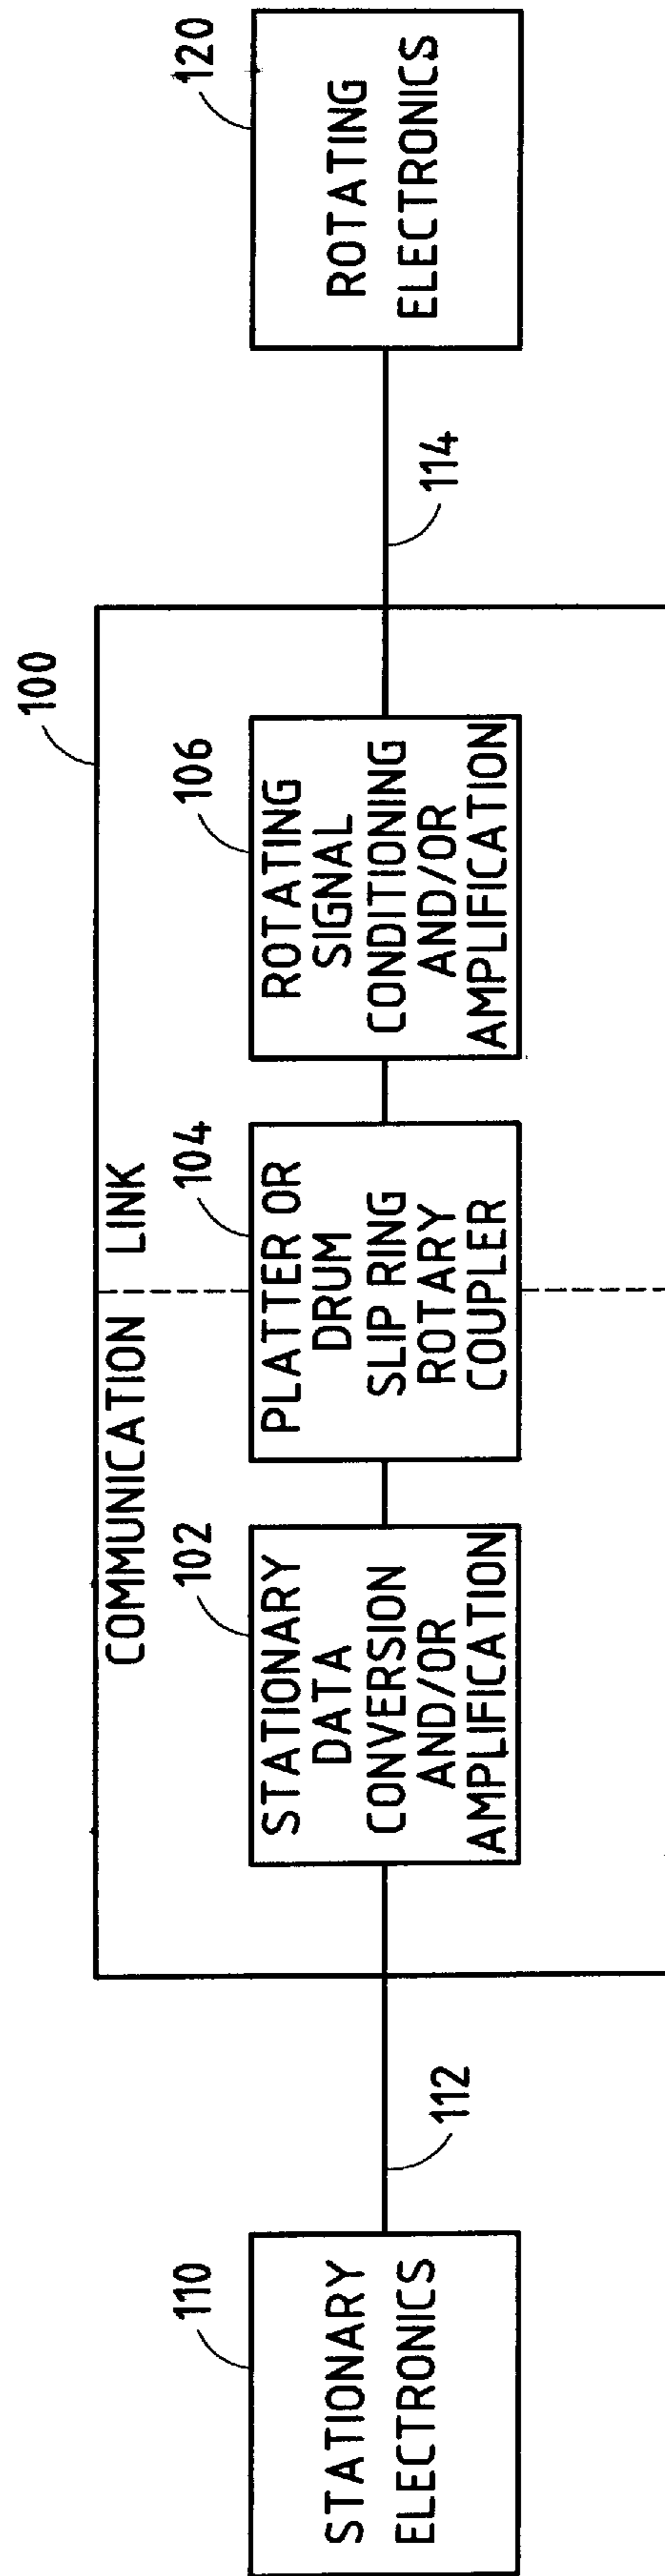 COMMUNICATION LINK
100
110
STATIONARY
ELECTRONICS
112
102
STATIONARY
DATA
CONVERSION
AND/OR
AMPLIFICATION
104
PLATTER OR
DRUM
SLIP RING
ROTARY
COUPLER
106
ROTATING
SIGNAL
CONDITIONING
AND/OR
AMPLIFICATION
114
120
ROTATING
ELECTRONICS